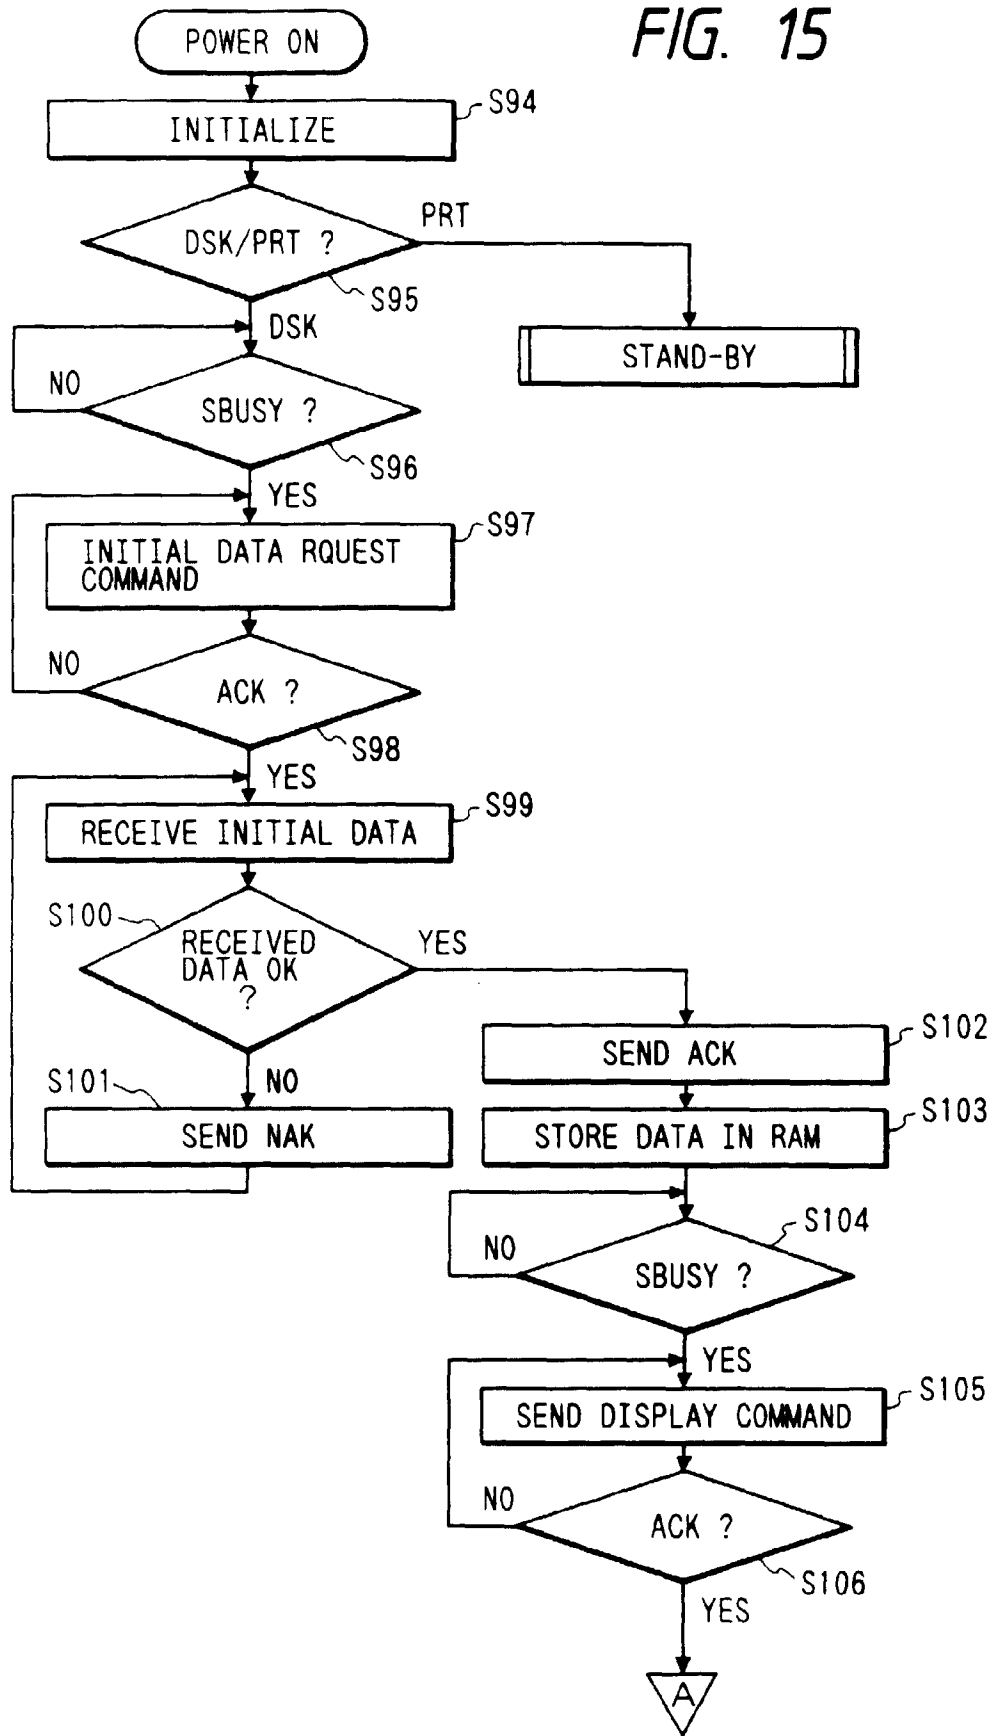 FIG. 15
POWER ON
S94
INITIALIZE
PRT
DSK/PRT ?
S95
DSK
STAND-BY
NO
SBUSY ?
S96
YES
S97
INITIAL DATA RQUEST
COMMAND
NO
ACK ?
S98
YES
S99
RECEIVE INITIAL DATA
S100
RECEIVED
DATA OK
?
YES
S102
SEND ACK
S101
NO
SEND NAK
S103
STORE DATA IN RAM
S104
NO
SBUSY ?
YES
S105
SEND DISPLAY COMMAND
NO
ACK ?
S106
YES
A